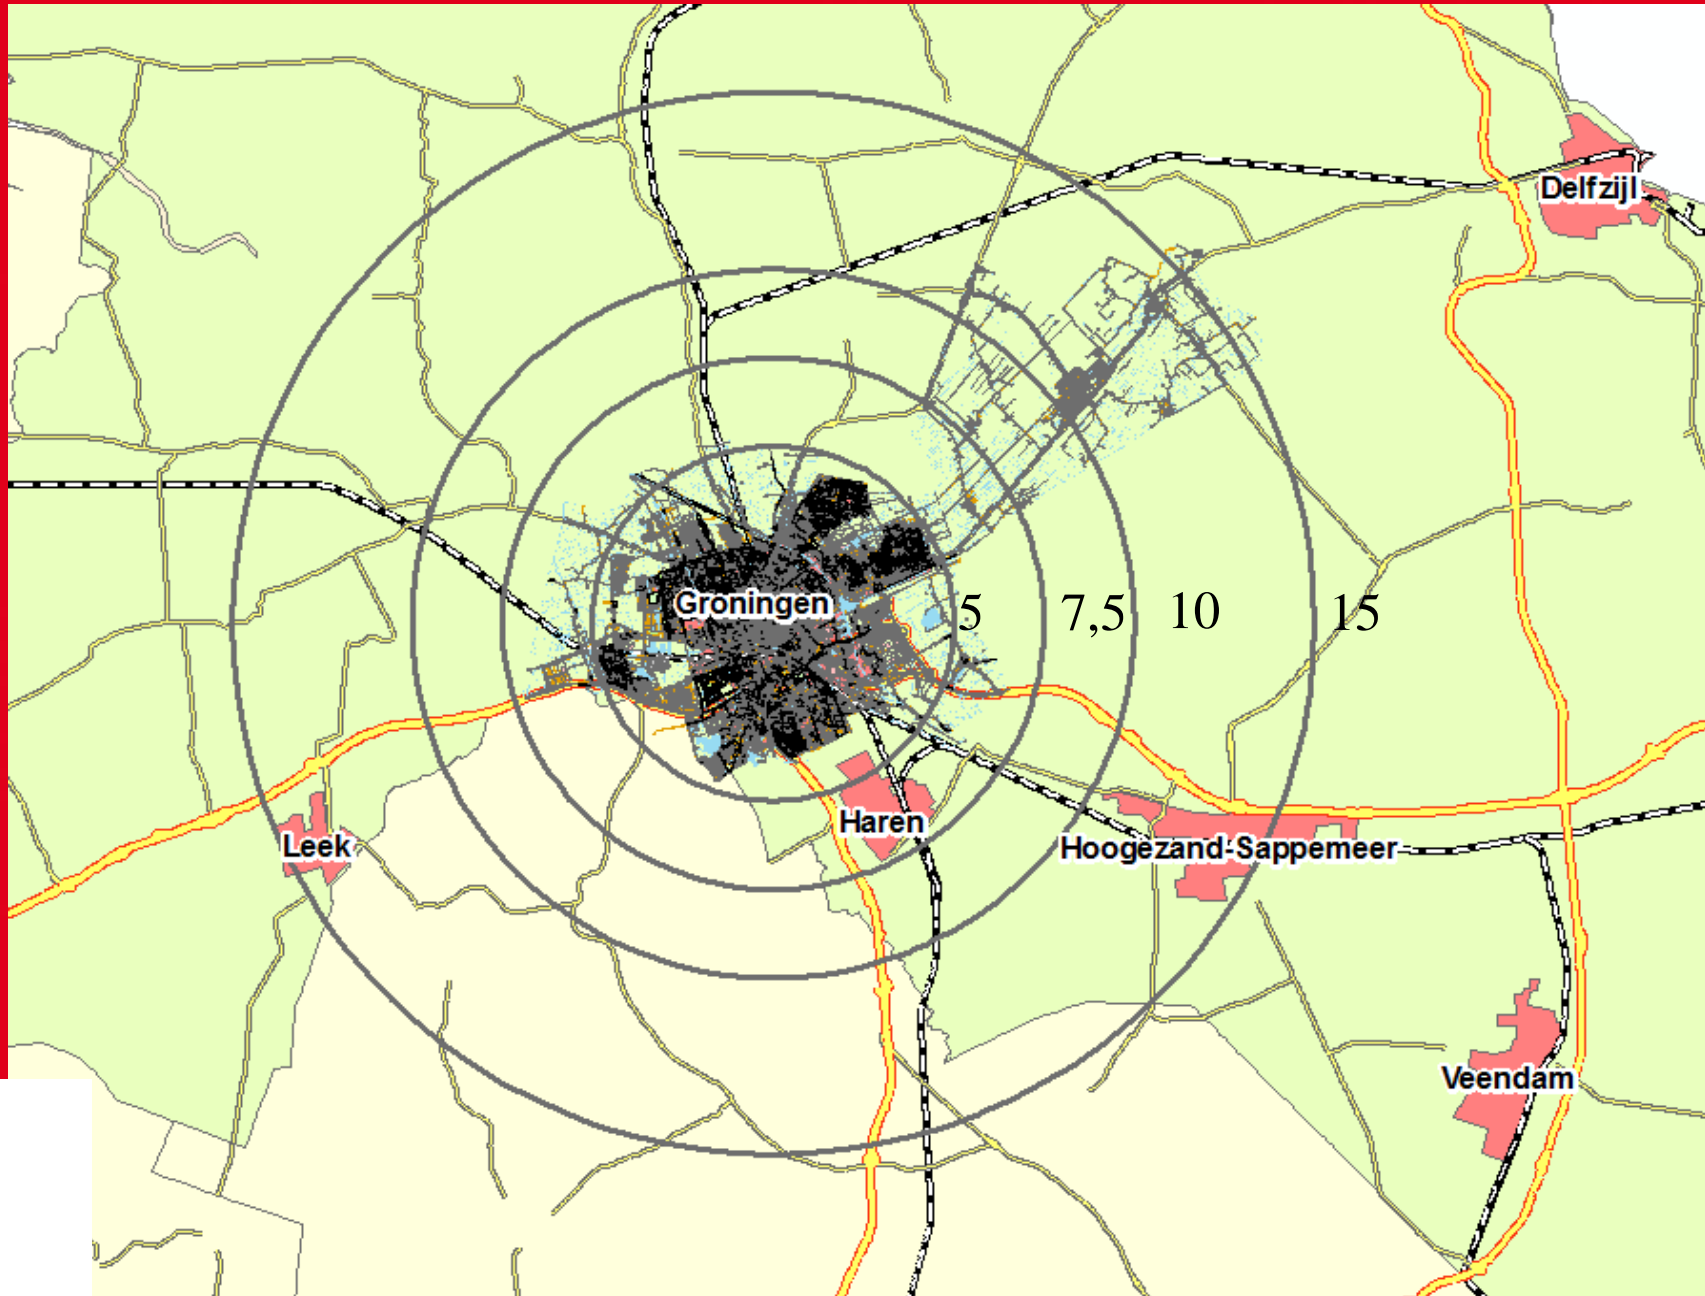 Delfzijl
Groningen
5
7,5
10
15
Haren
Leek
Hoogezand-Sappemeer
Veendam